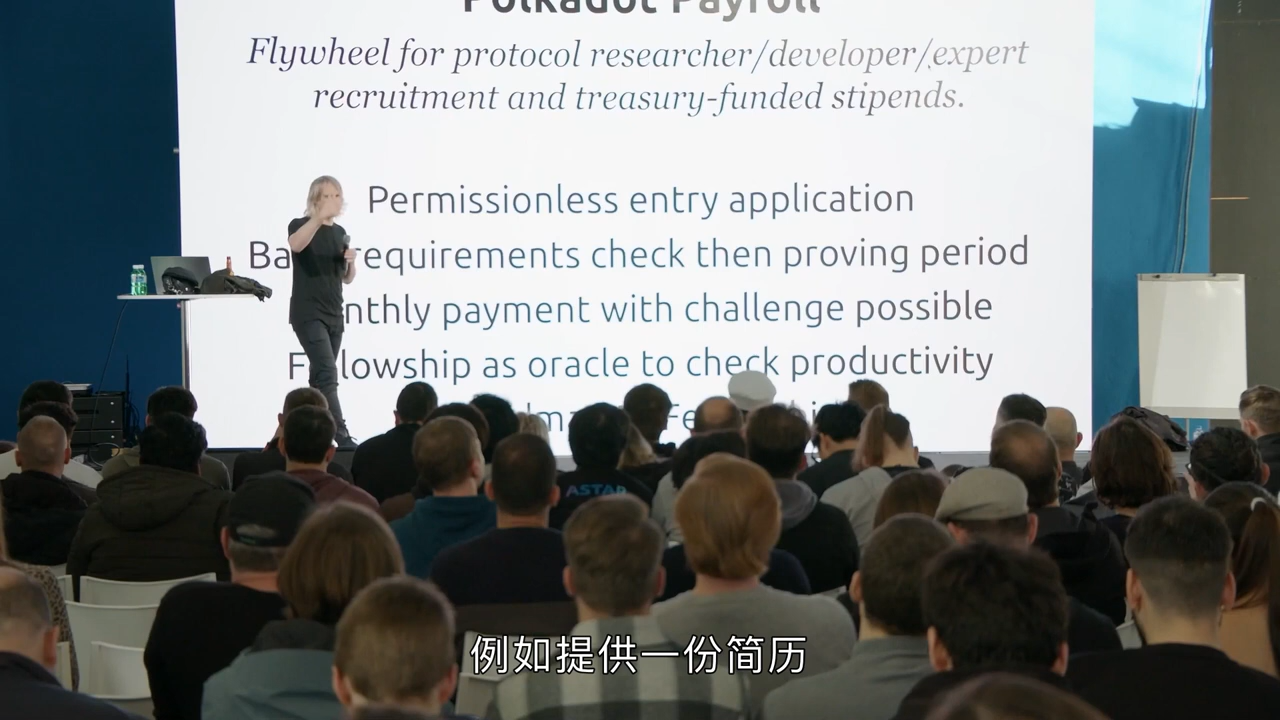 Polkadot Payroll
Flywheel for protocol researcher/developer/expert
recruitment and treasury-funded stipends.
Permissionless entry application
requirements check then proving period
payment with challenge possible
as oracle to check productivity
ASTAR
例如提供一份简历